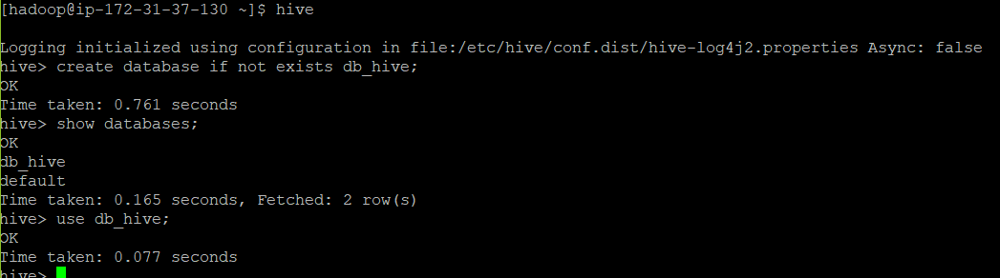 [hadoop@ip-172-31-37-130 ~]$ hive
Logging initialized using configuration in file:/etc/hive/conf.dist/hive-log4j2.properties Async: false
hive> create database if not exists db_hive;
OK
Time taken: 0.761 seconds
hive> show databases;
OK
db_hive
default
Time taken: 0.165 seconds, Fetched: 2 row(s)
hive> use db_hive;
OK
Time taken: 0.077 seconds
hive>